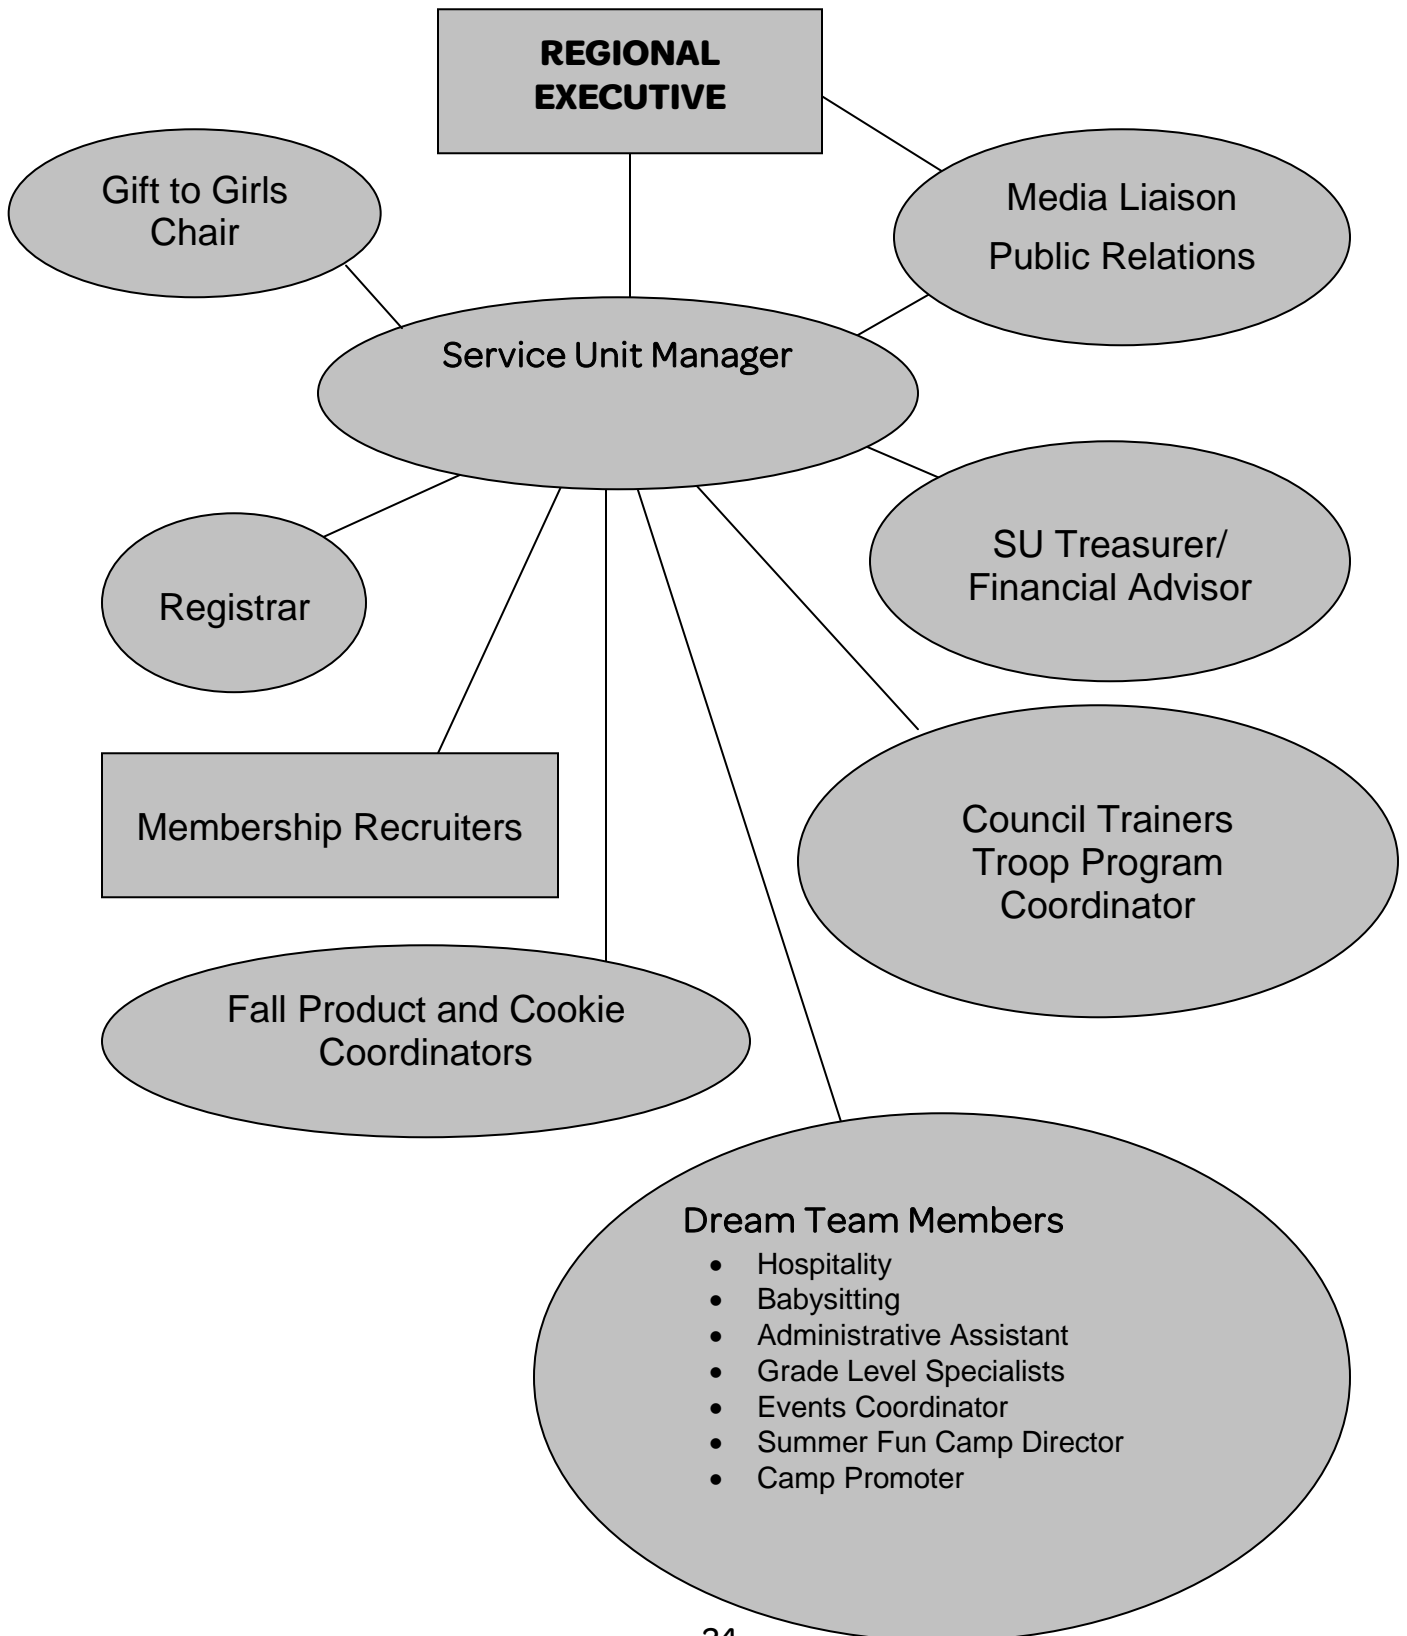 REGIONAL
EXECUTIVE
Gift to Girls
Chair
Media Liaison
Public Relations
Service Unit Manager
SU Treasurer/
Financial Advisor
Registrar
Membership Recruiters
Council Trainers
Troop Program
Coordinator
Fall Product and Cookie
Coordinators
Dream Team Members
• Hospitality
• Babysitting
• Administrative Assistant
• Grade Level Specialists
• Events Coordinator
• Summer Fun Camp Director
• Camp Promoter